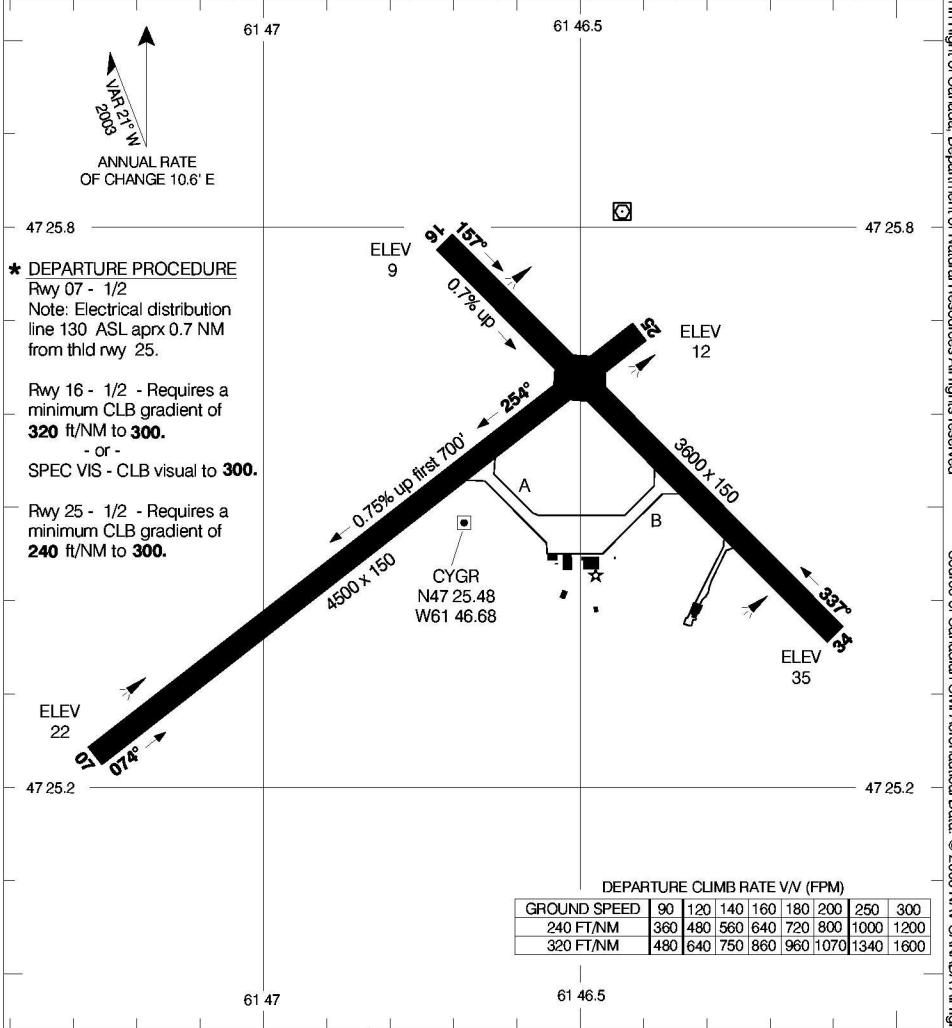 61 47
61 46.5
VAR 21° W
2003
ANNUAL RATE
OF CHANGE 10.6' E
47 25.8
47 25.8
* DEPARTURE PROCEDURE
Rwy 07 - 1/2
Note: Electrical distribution
line 130 ASL aprx 0.7 NM
from thld rwy 25.
Rwy 16 - 1/2 - Requires a
minimum CLB gradient of
320 ft/NM to 300.
- or -
SPEC VIS - CLB visual to 300.
Rwy 25 - 1/2 - Requires a
minimum CLB gradient of
240 ft/NM to 300.
ELEV
9
16
157°
0.7% up
25
ELEV
12
254°
0.75% up first 700'
4500 x 150
3600 x 150
A
B
CYGR
N47 25.48
W61 46.68
337°
34
ELEV
35
ELEV
22
07
074°
47 25.2
47 25.2
DEPARTURE CLIMB RATE V/V (FPM)
GROUND SPEED 90 120 140 160 180 200 250 300
240 FT/NM 360 480 560 640 720 800 1000 1200
320 FT/NM 480 640 750 860 960 1070 1340 1600
61 47
61 46.5